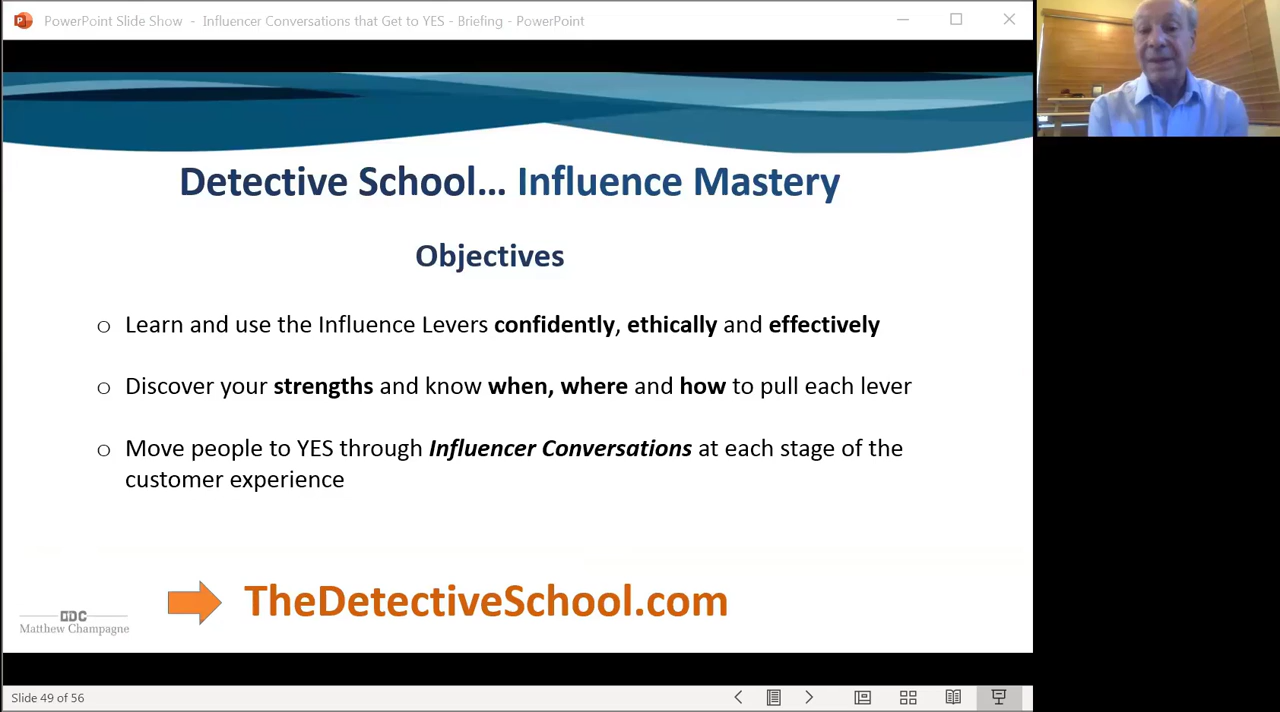 PowerPoint Slide Show - Influencer Conversations that Get to YES - Briefing - PowerPoint
Detective School... Influence Mastery
Objectives
o Learn and use the Influence Levers confidently, ethically and effectively
o Discover your strengths and know when, where and how to pull each lever
o Move people to YES through Influencer Conversations at each stage of the
customer experience
TheDetectiveSchool.com
Matthew Champagne
Slide 49 of 56